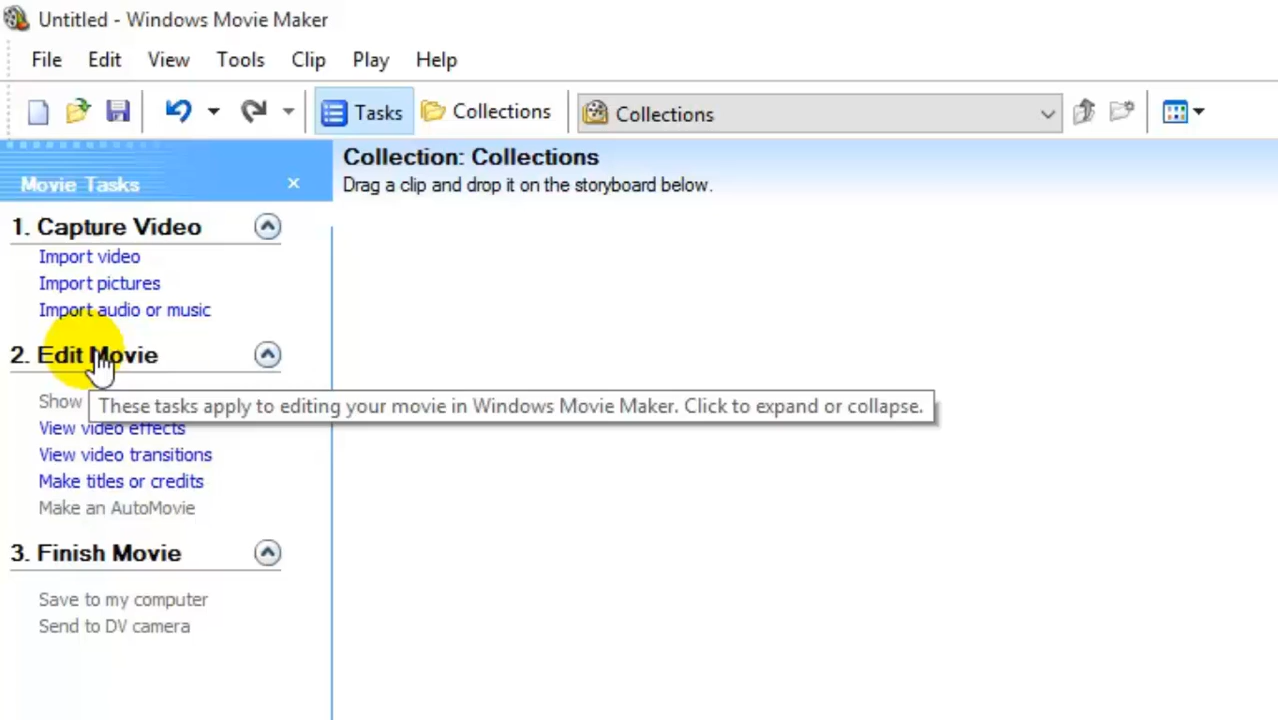 Untitled - Windows Movie Maker
File Edit View Tools Clip Play Help
Tasks Collections Collections
Movie Tasks
Collection: Collections
Drag a clip and drop it on the storyboard below.
1. Capture Video
Import video
Import pictures
Import audio or music
2. Edit Movie
Show
These tasks apply to editing your movie in Windows Movie Maker. Click to expand or collapse.
View video effects
View video transitions
Make titles or credits
Make an AutoMovie
3. Finish Movie
Save to my computer
Send to DV camera